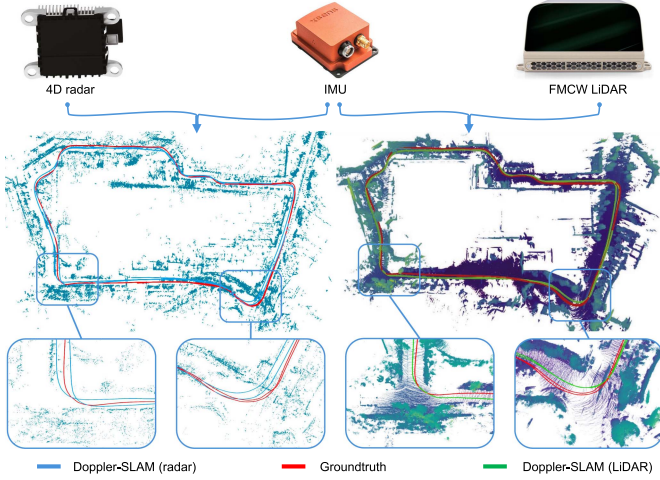 4D radar
IMU
FMCW LiDAR
Doppler-SLAM (radar)
Groundtruth
Doppler-SLAM (LiDAR)